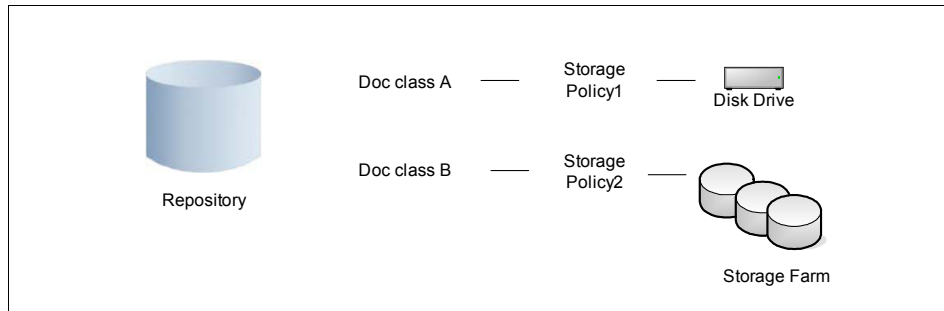 Repository
Doc class A
Storage
Policy1
Disk Drive
Doc class B
Storage
Policy2
Storage Farm